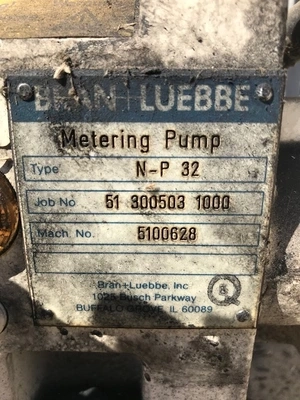 BRAN+LUEBBE
Metering Pump
Type N-P 32
Job No 51 300503 1000
Mach. No. 5100628
Bran+Luebbe, Inc
1025 Busch Parkway
BUFFALO GROVE, IL 60089